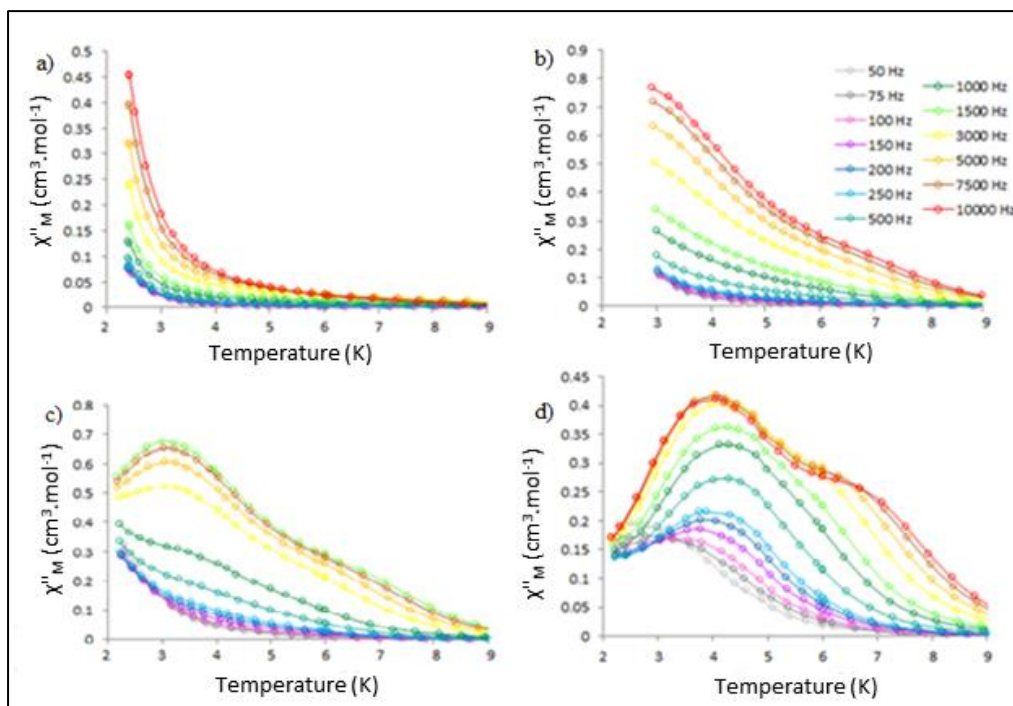 a)
0.5
0.45
0.4
0.35
0.3
0.25
0.2
0.15
0.1
0.05
0
χ''M (cm³.mol⁻¹)
2 3 4 5 6 7 8 9
Temperature (K)
b)
0.9
0.8
0.7
0.6
0.5
0.4
0.3
0.2
0.1
0
χ''M (cm³.mol⁻¹)
2 3 4 5 6 7 8 9
Temperature (K)
50 Hz
75 Hz
100 Hz
150 Hz
200 Hz
250 Hz
500 Hz
1000 Hz
1500 Hz
3000 Hz
5000 Hz
7500 Hz
10000 Hz
c)
0.8
0.7
0.6
0.5
0.4
0.3
0.2
0.1
0
χ''M (cm³.mol⁻¹)
2 3 4 5 6 7 8 9
Temperature (K)
d)
0.45
0.4
0.35
0.3
0.25
0.2
0.15
0.1
0.05
0
χ''M (cm³.mol⁻¹)
2 3 4 5 6 7 8 9
Temperature (K)